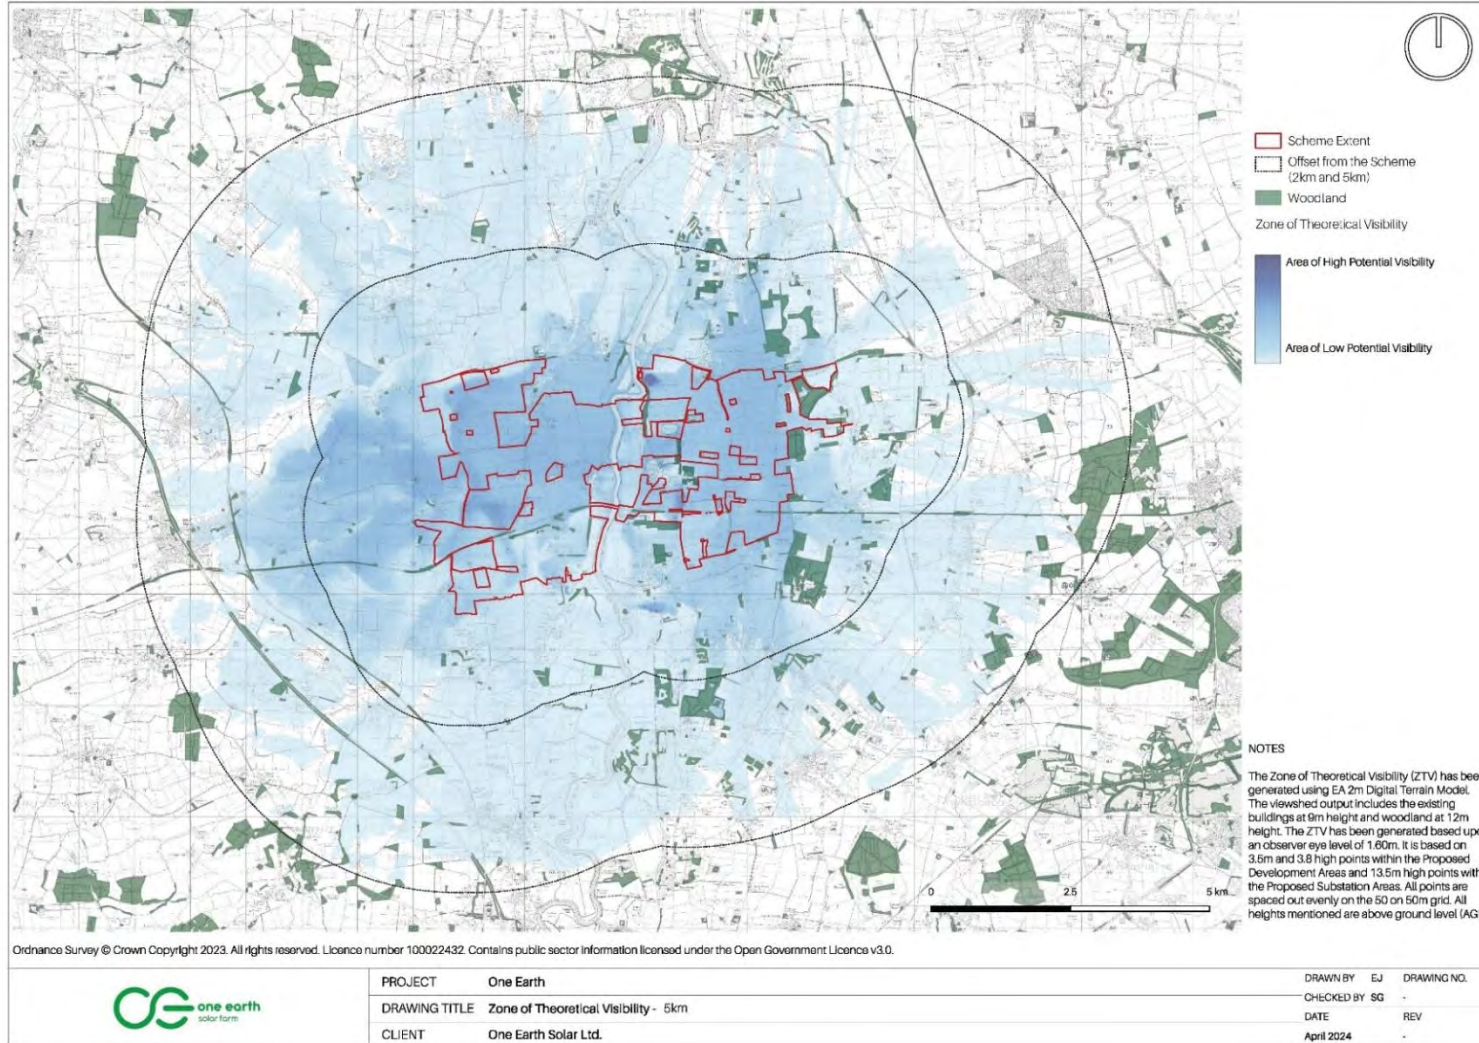 Scheme Extent
Offset from the Scheme
(2km and 5km)
Woodland
Zone of Theoretical Visibility
Area of High Potential Visibility
Area of Low Potential Visibility
NOTES
The Zone of Theoretical Visibility (ZTV) has bee
generated using EA 2m Digital Terrain Model.
The viewshed output includes the existing
buildings at 9m height and woodland at 12m
height. The ZTV has been generated based upo
an observer eye level of 1.60m. It is based on
3.5m and 3.8 high points within the Proposed
Development Areas and 13.5m high points with
the Proposed Substation Areas. All points are
spaced out evenly on the 50 on 50m grid. All
heights mentioned are above ground level (AG
0 2.5 5 km
Ordnance Survey © Crown Copyright 2023. All rights reserved. Licence number 100022432. Contains public sector information licensed under the Open Government Licence v3.0.
one earth
solar farm
PROJECT One Earth
DRAWING TITLE Zone of Theoretical Visibility - 5km
CLIENT One Earth Solar Ltd.
DRAWN BY EJ DRAWING NO.
CHECKED BY SG -
DATE REV
April 2024 -